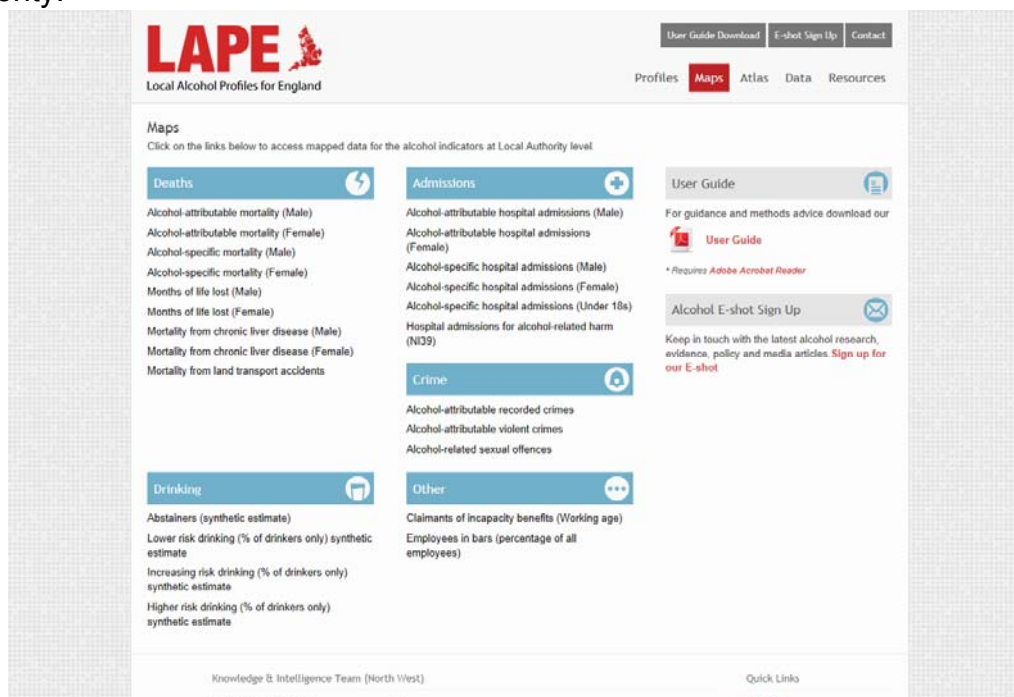 LAPE
Local Alcohol Profiles for England
User Guide Download
E-shot Sign Up
Contact
Profiles
Maps
Atlas
Data
Resources
Maps
Click on the links below to access mapped data for the alcohol indicators at Local Authority level
Deaths
Alcohol-attributable mortality (Male)
Alcohol-attributable mortality (Female)
Alcohol-specific mortality (Male)
Alcohol-specific mortality (Female)
Months of life lost (Male)
Months of life lost (Female)
Mortality from chronic liver disease (Male)
Mortality from chronic liver disease (Female)
Mortality from land transport accidents
Admissions
Alcohol-attributable hospital admissions (Male)
Alcohol-attributable hospital admissions
(Female)
Alcohol-specific hospital admissions (Male)
Alcohol-specific hospital admissions (Female)
Alcohol-specific hospital admissions (Under 18s)
Hospital admissions for alcohol-related harm
(NI39)
Crime
Alcohol-attributable recorded crimes
Alcohol-attributable violent crimes
Alcohol-related sexual offences
User Guide
For guidance and methods advice download our
User Guide
* Requires Adobe Acrobat Reader
Alcohol E-shot Sign Up
Keep in touch with the latest alcohol research,
evidence, policy and media articles Sign up for
our E-shot
Drinking
Abstainers (synthetic estimate)
Lower risk drinking (% of drinkers only) synthetic
estimate
Increasing risk drinking (% of drinkers only)
synthetic estimate
Higher risk drinking (% of drinkers only)
synthetic estimate
Other
Claimants of incapacity benefits (Working age)
Employees in bars (percentage of all
employees)
Knowledge & Intelligence Team (North West)
Quick Links